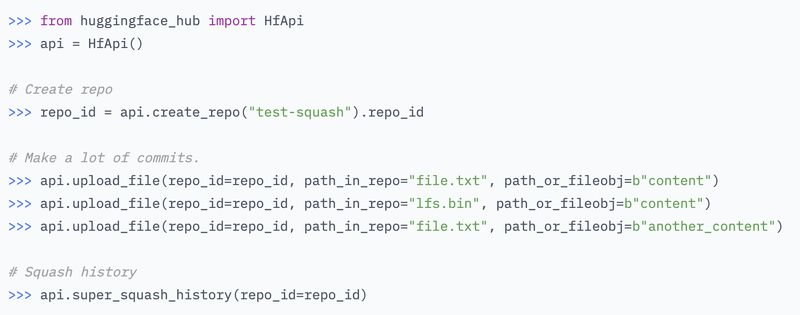 >>> from huggingface_hub import HfApi
>>> api = HfApi()
# Create repo
>>> repo_id = api.create_repo("test-squash").repo_id
# Make a lot of commits.
>>> api.upload_file(repo_id=repo_id, path_in_repo="file.txt", path_or_fileobj=b"content")
>>> api.upload_file(repo_id=repo_id, path_in_repo="lfs.bin", path_or_fileobj=b"content")
>>> api.upload_file(repo_id=repo_id, path_in_repo="file.txt", path_or_fileobj=b"another_content")
# Squash history
>>> api.super_squash_history(repo_id=repo_id)